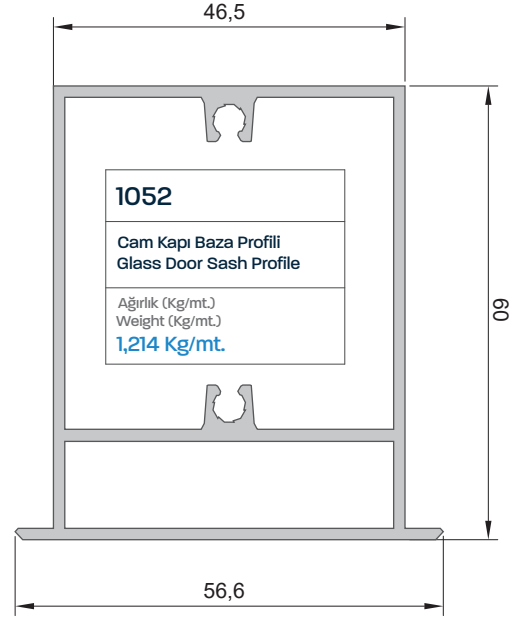 46,5
1052
Cam Kapı Baza Profili
Glass Door Sash Profile
Ağırlık (Kg/mt.)
Weight (Kg/mt.)
1,214 Kg/mt.
60
56,6